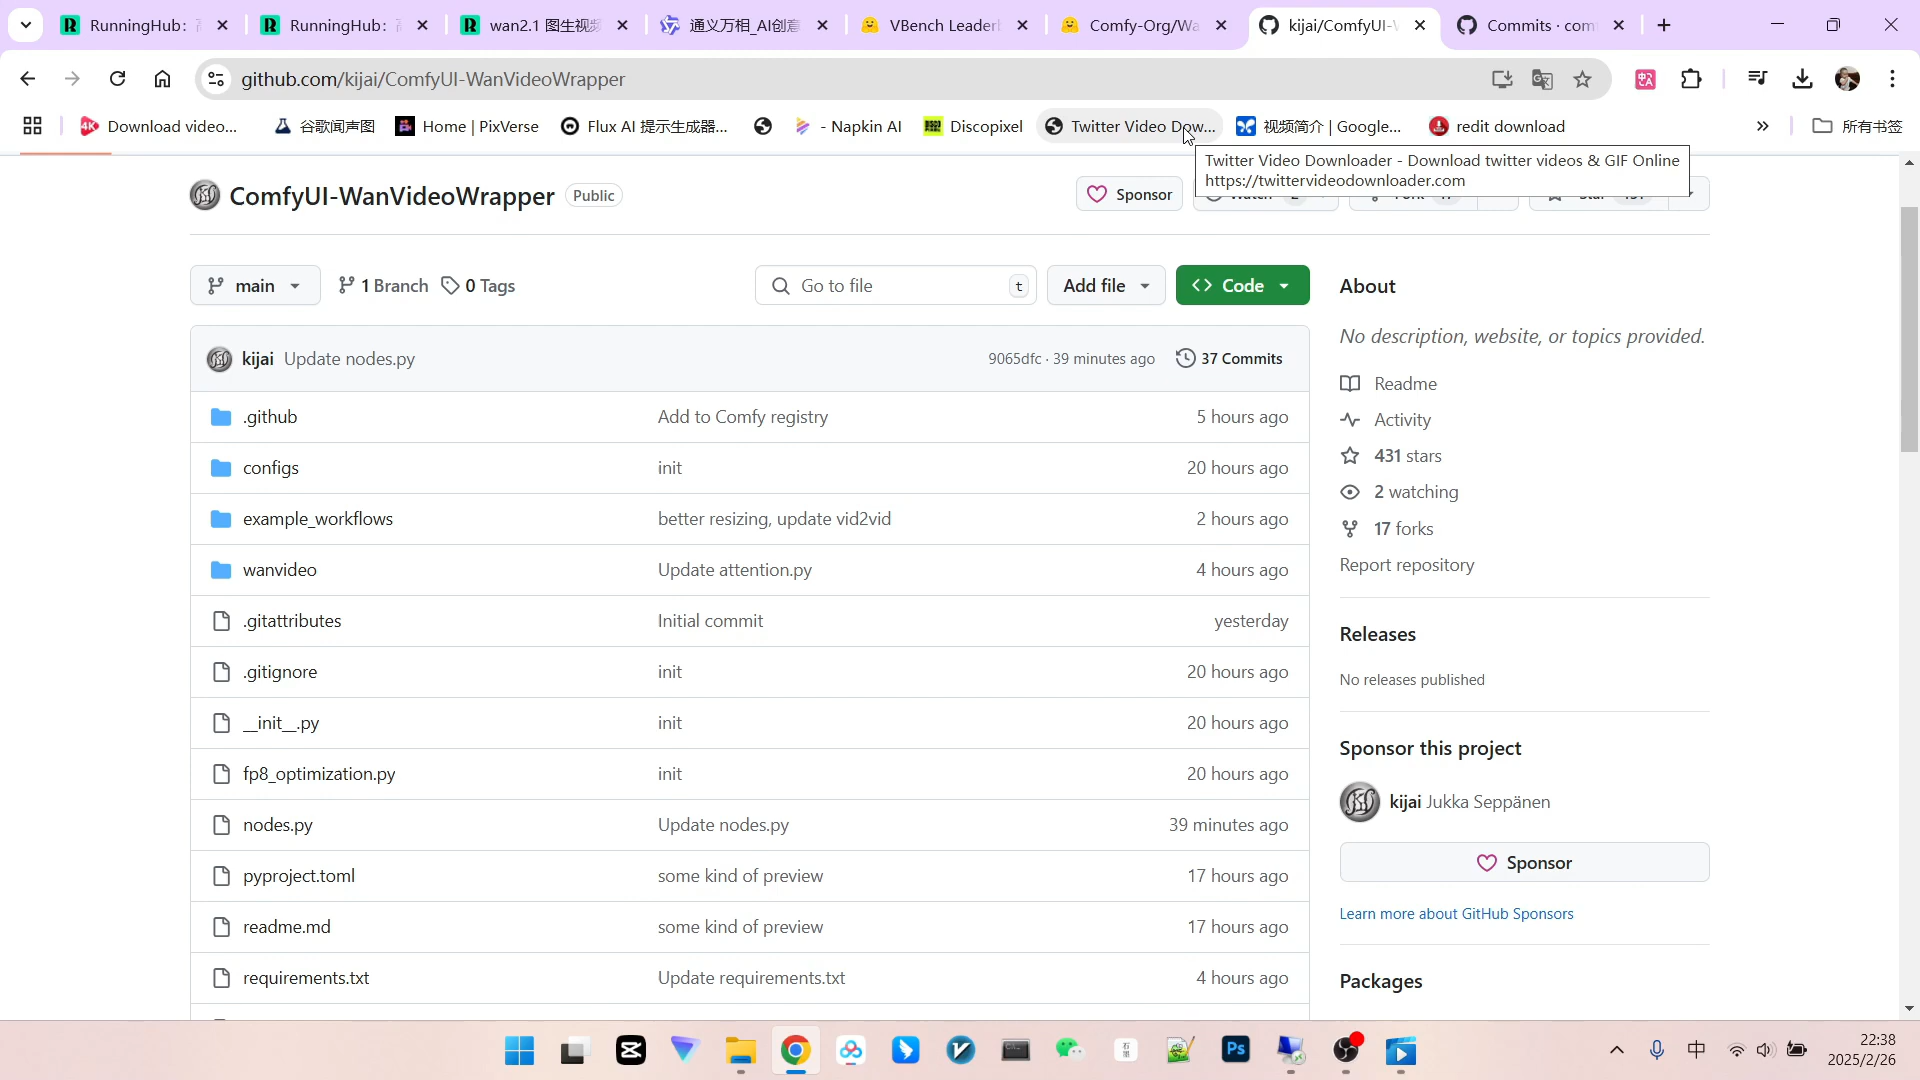 RunningHub:
RunningHub:
wan2.1 图生视频
通义万相_AI创意
VBench Leader
Comfy-Org/Wa
kijai/ComfyUI-
Commits · com
github.com/kijai/ComfyUI-WanVideoWrapper
Download video...
谷歌闻声图
Home | PixVerse
Flux AI 提示生成器...
- Napkin AI
Discopixel
Twitter Video Dow...
视频简介 | Google...
redit download
所有书签
Twitter Video Downloader - Download twitter videos & GIF Online
https://twittervideodownloader.com
ComfyUI-WanVideoWrapper
Public
Sponsor
main
1 Branch
0 Tags
Go to file
t
Add file
Code
About
No description, website, or topics provided.
kijai Update nodes.py
9065dfc · 39 minutes ago
37 Commits
Readme
.github
Add to Comfy registry
5 hours ago
Activity
configs
init
20 hours ago
431 stars
2 watching
example_workflows
better resizing, update vid2vid
2 hours ago
17 forks
Report repository
wanvideo
Update attention.py
4 hours ago
.gitattributes
Initial commit
yesterday
Releases
.gitignore
init
20 hours ago
No releases published
__init__.py
init
20 hours ago
Sponsor this project
fp8_optimization.py
init
20 hours ago
kijai Jukka Seppänen
nodes.py
Update nodes.py
39 minutes ago
Sponsor
pyproject.toml
some kind of preview
17 hours ago
Learn more about GitHub Sponsors
readme.md
some kind of preview
17 hours ago
requirements.txt
Update requirements.txt
4 hours ago
Packages
Ps
中
22:38
2025/2/26